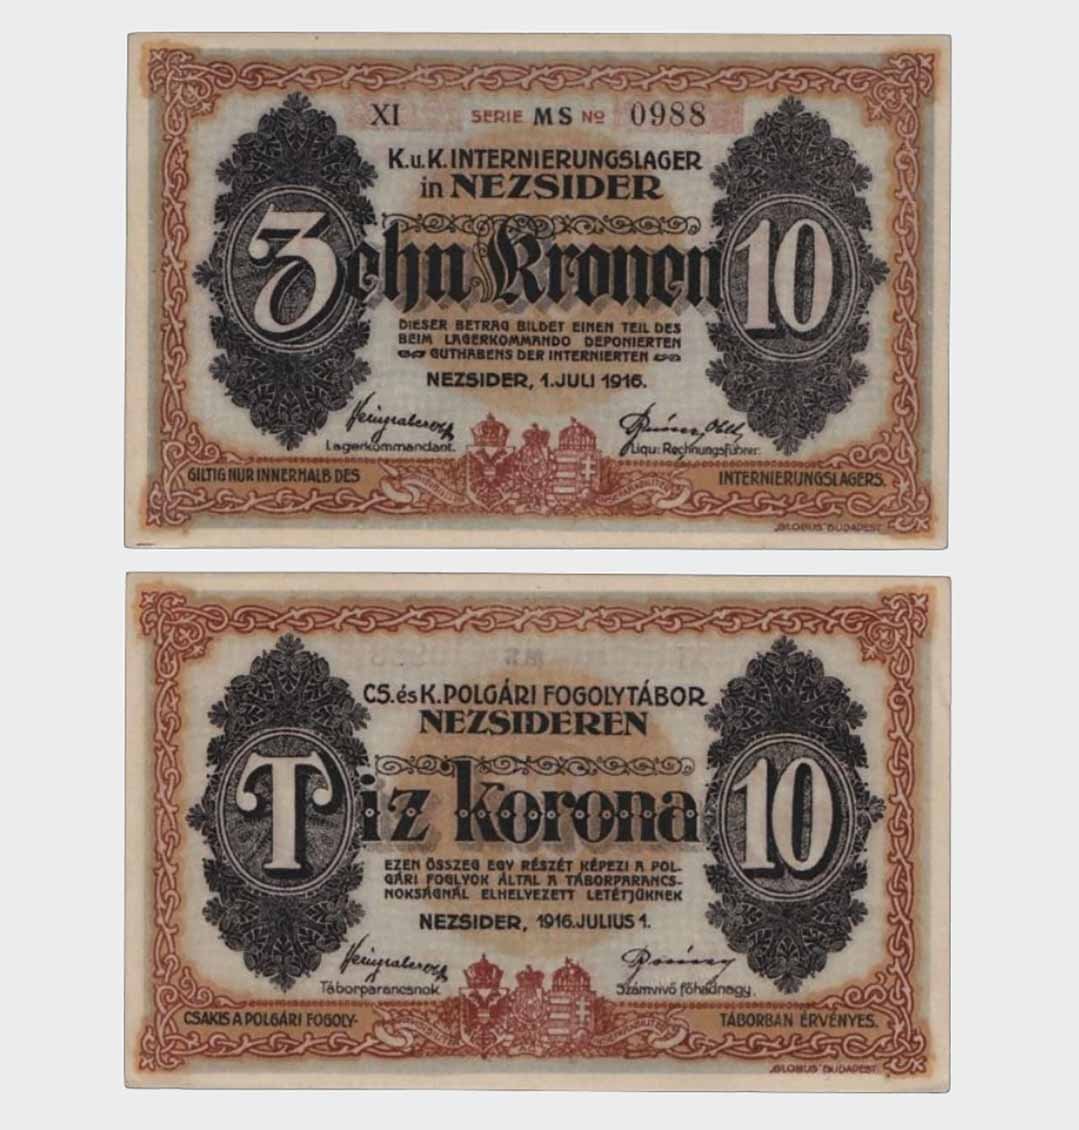 XI SERIE MS No 0988
K.u.K. INTERNIERUNGSLAGER
in NEZSIDER
Zehn Kronen 10
DIESER BETRAG BILDET EINEN TEIL DES
BEIM LAGERKOMMANDO DEPONIERTEN
GUTHABENS DER INTERNIERTEN
NEZSIDER, 1. JULI 1916.
Lagerkommandant. Liqu: Rechnungsführer:
GILTIG NUR INNERHALB DES INTERNIERUNGSLAGERS.
„GLOBUS" BUDAPEST
CS. és K. POLGÁRI FOGOLYTÁBOR
NEZSIDEREN
Tiz korona 10
EZEN ÖSSZEG EGY RÉSZÉT KÉPEZI A POL-
GÁRI FOGLYOK ÁLTAL A TÁBORPARANCS-
NOKSÁGNÁL ELHELYEZETT LETÉTJÜKNEK
NEZSIDER, 1916. JULIUS 1.
Táborparancsnok Számvivő főhadnagy.
CSAKIS A POLGÁRI FOGOLY- TÁBORBAN ÉRVÉNYES.
„GLOBUS" BUDAPEST